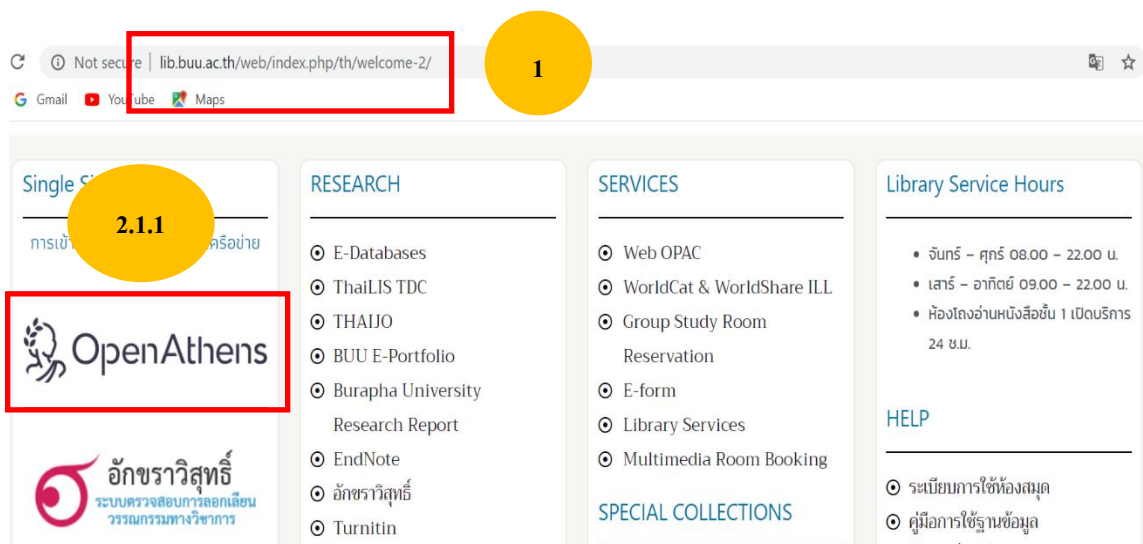 Not secure | lib.buu.ac.th/web/index.php/th/welcome-2/
1
Gmail YouTube Maps
Single
2.1.1
เครือข่าย
OpenAthens
อักขราวิสุทธิ์
ระบบตรวจสอบการลอกเลียน
วรรณกรรมทางวิชาการ
RESEARCH
E-Databases
ThaiLIS TDC
THAIJO
BUU E-Portfolio
Burapha University
Research Report
EndNote
อักขราวิสุทธิ์
Turnitin
SERVICES
Web OPAC
WorldCat & WorldShare ILL
Group Study Room
Reservation
E-form
Library Services
Multimedia Room Booking
SPECIAL COLLECTIONS
Library Service Hours
จันทร์ – ศุกร์ 08.00 – 22.00 น.
เสาร์ – อาทิตย์ 09.00 – 22.00 น.
ห้องโถงอ่านหนังสือชั้น 1 เปิดบริการ
24 ช.ม.
HELP
ระเบียบการใช้ห้องสมุด
คู่มือการใช้ฐานข้อมูล